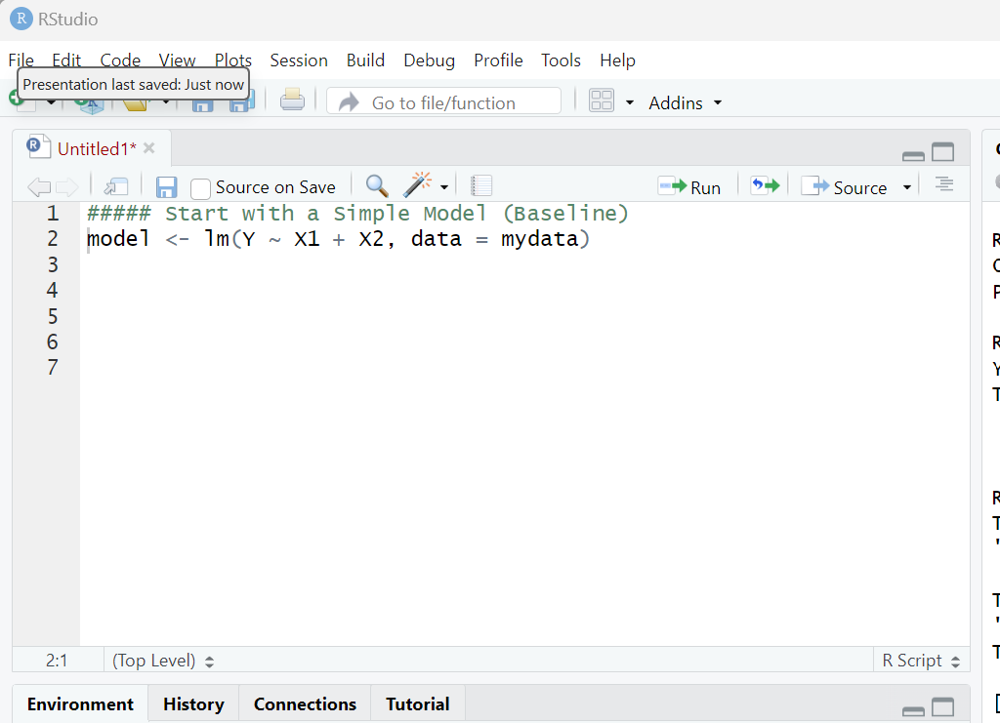 RStudio
File Edit Code View Plots Session Build Debug Profile Tools Help
Presentation last saved: Just now
Go to file/function Addins
Untitled1*
Source on Save Run Source
1 ##### Start with a Simple Model (Baseline)
2 model <- lm(Y ~ X1 + X2, data = mydata)
3
4
5
6
7
2:1 (Top Level) R Script
Environment History Connections Tutorial